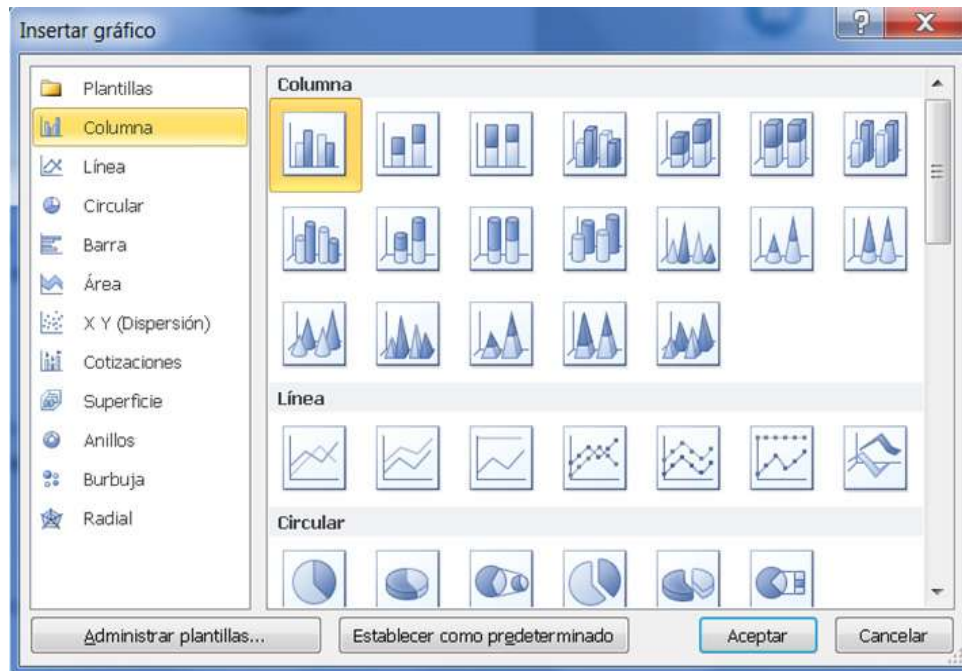 Insertar gráfico
Plantillas
Columna
Línea
Circular
Barra
Área
X Y (Dispersión)
Cotizaciones
Superficie
Anillos
Burbuja
Radial
Columna
Línea
Circular
Administrar plantillas...
Establecer como predeterminado
Aceptar
Cancelar